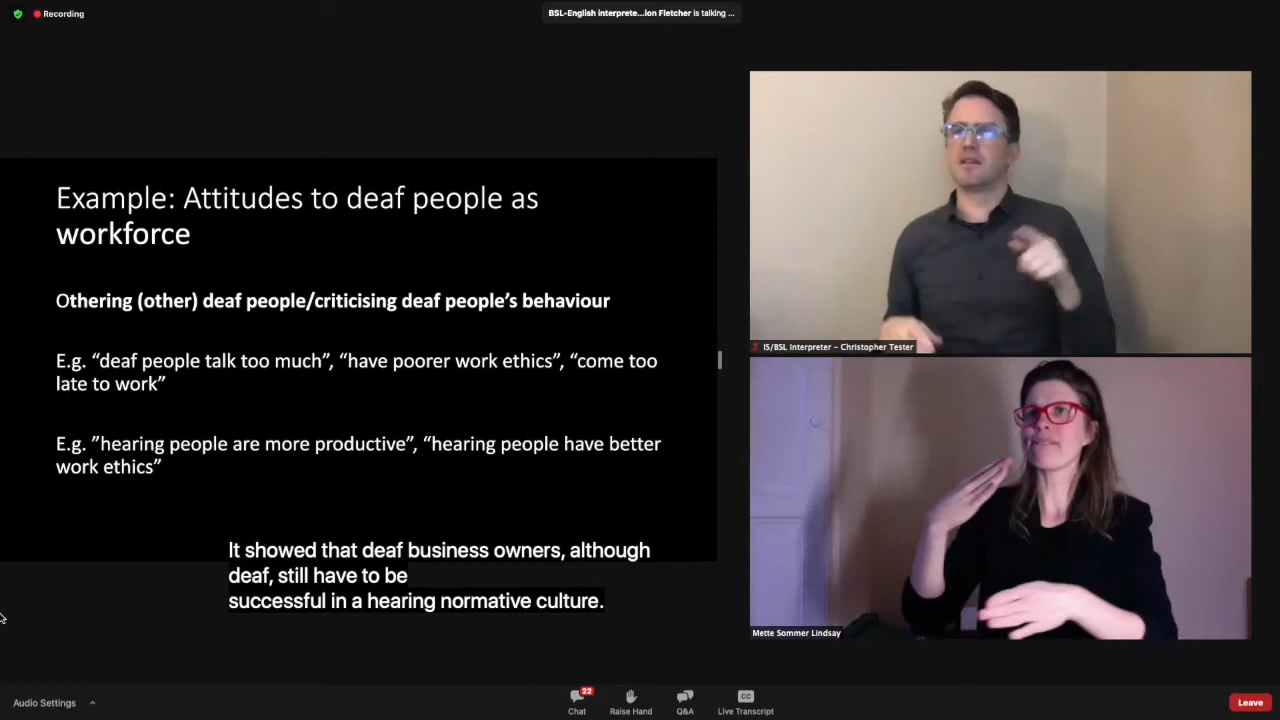 Recording
BSL-English interprete...ion Fletcher is talking ...
Example: Attitudes to deaf people as
workforce
Othering (other) deaf people/criticising deaf people’s behaviour
E.g. “deaf people talk too much”, “have poorer work ethics”, “come too
late to work”
E.g. ”hearing people are more productive”, “hearing people have better
work ethics”
It showed that deaf business owners, although
deaf, still have to be
successful in a hearing normative culture.
IS/BSL Interpreter – Christopher Tester
Mette Sommer Lindsay
Audio Settings
22
Chat
Raise Hand
Q&A
CC
Live Transcript
Leave